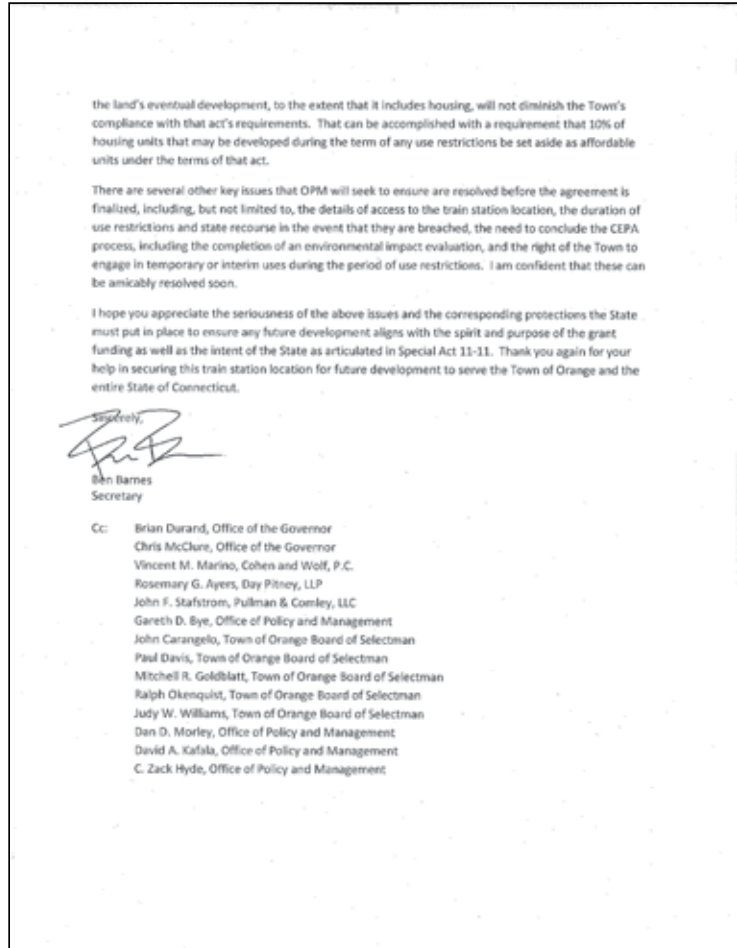 the land's eventual development, to the extent that it includes housing, will not diminish the Town's
compliance with that act's requirements. That can be accomplished with a requirement that 10% of
housing units that may be developed during the term of any use restrictions be set aside as affordable
units under the terms of that act.
There are several other key issues that OPM will seek to ensure are resolved before the agreement is
finalized, including, but not limited to, the details of access to the train station location, the duration of
use restrictions and state recourse in the event that they are breached, the need to conclude the CEPA
process, including the completion of an environmental impact evaluation, and the right of the Town to
engage in temporary or interim uses during the period of use restrictions. I am confident that these can
be amicably resolved soon.
I hope you appreciate the seriousness of the above issues and the corresponding protections the State
must put in place to ensure any future development aligns with the spirit and purpose of the grant
funding as well as the intent of the State as articulated in Special Act 11-11. Thank you again for your
help in securing this train station location for future development to serve the Town of Orange and the
entire State of Connecticut.
Sincerely,
Ben Barnes
Secretary
Cc: Brian Durand, Office of the Governor
Chris McClure, Office of the Governor
Vincent M. Marino, Cohen and Wolf, P.C.
Rosemary G. Ayers, Day Pitney, LLP
John F. Stafstrom, Pullman & Comley, LLC
Gareth D. Bye, Office of Policy and Management
John Carangelo, Town of Orange Board of Selectman
Paul Davis, Town of Orange Board of Selectman
Mitchell R. Goldblatt, Town of Orange Board of Selectman
Ralph Okenquist, Town of Orange Board of Selectman
Judy W. Williams, Town of Orange Board of Selectman
Dan D. Morley, Office of Policy and Management
David A. Kafala, Office of Policy and Management
C. Zack Hyde, Office of Policy and Management